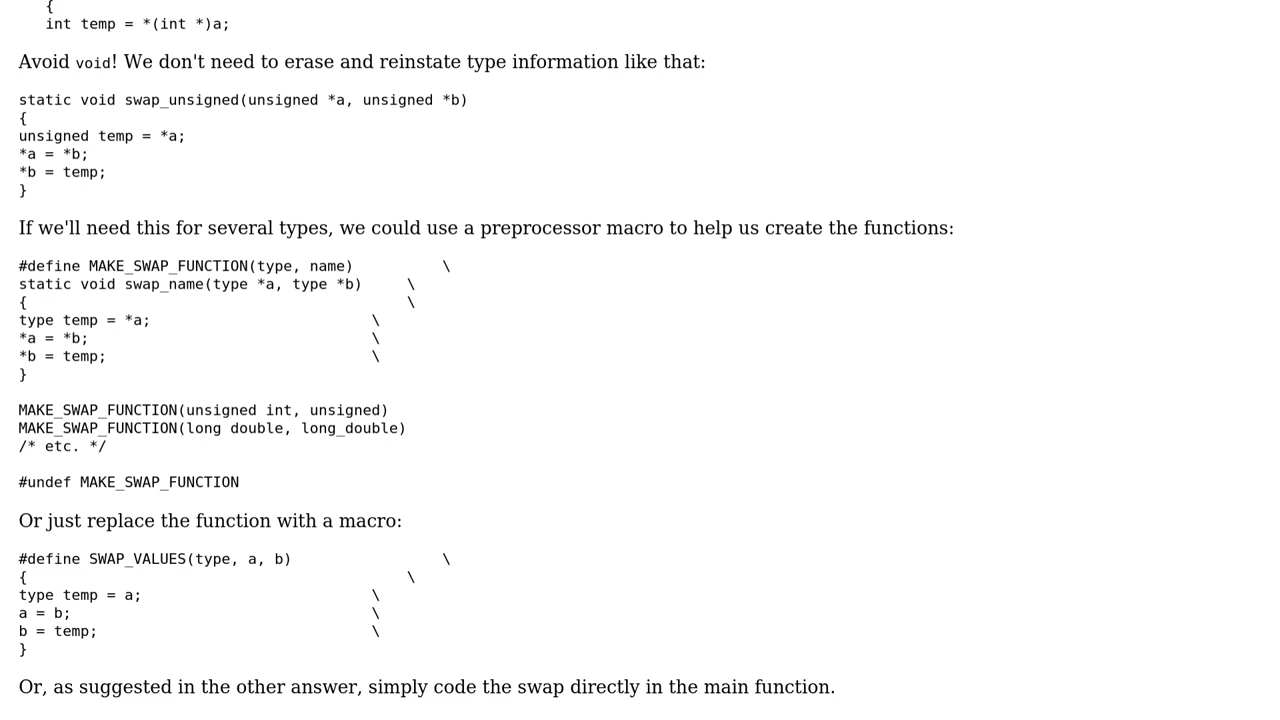 {
int temp = *(int *)a;
Avoid void! We don't need to erase and reinstate type information like that:
static void swap_unsigned(unsigned *a, unsigned *b)
{
unsigned temp = *a;
*a = *b;
*b = temp;
}
If we'll need this for several types, we could use a preprocessor macro to help us create the functions:
#define MAKE_SWAP_FUNCTION(type, name) \
static void swap_name(type *a, type *b) \
{ \
type temp = *a; \
*a = *b; \
*b = temp; \
}
MAKE_SWAP_FUNCTION(unsigned int, unsigned)
MAKE_SWAP_FUNCTION(long double, long_double)
/* etc. */
#undef MAKE_SWAP_FUNCTION
Or just replace the function with a macro:
#define SWAP_VALUES(type, a, b) \
{ \
type temp = a; \
a = b; \
b = temp; \
}
Or, as suggested in the other answer, simply code the swap directly in the main function.